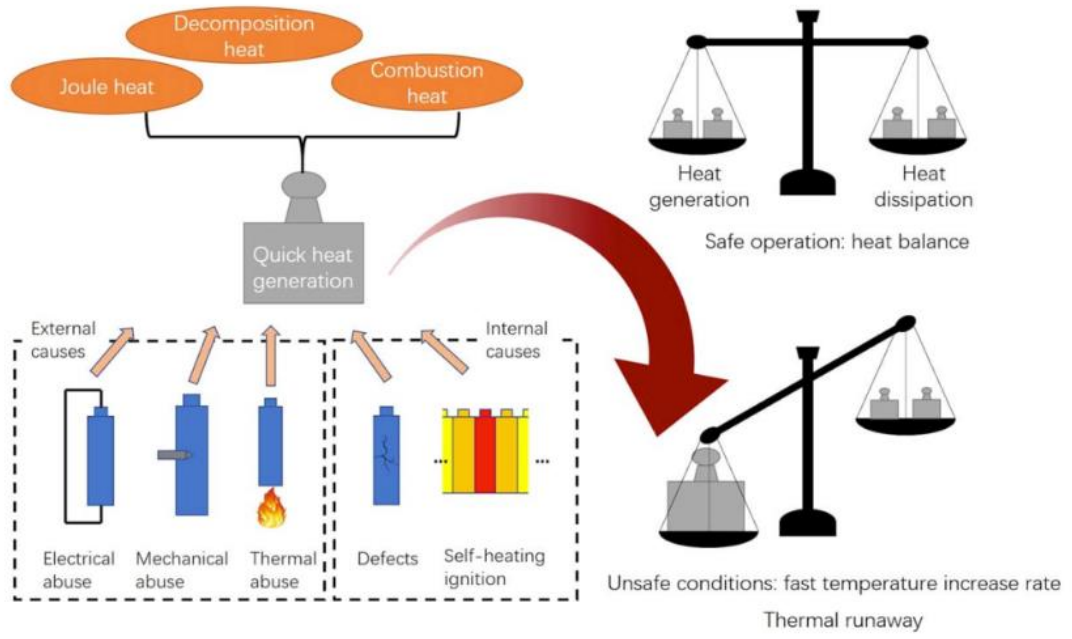 Decomposition
heat
Joule heat
Combustion
heat
Quick heat
generation
External
causes
Internal
causes
...
...
Electrical
abuse
Mechanical
abuse
Thermal
abuse
Defects
Self-heating
ignition
Heat
generation
Heat
dissipation
Safe operation: heat balance
Unsafe conditions: fast temperature increase rate
Thermal runaway